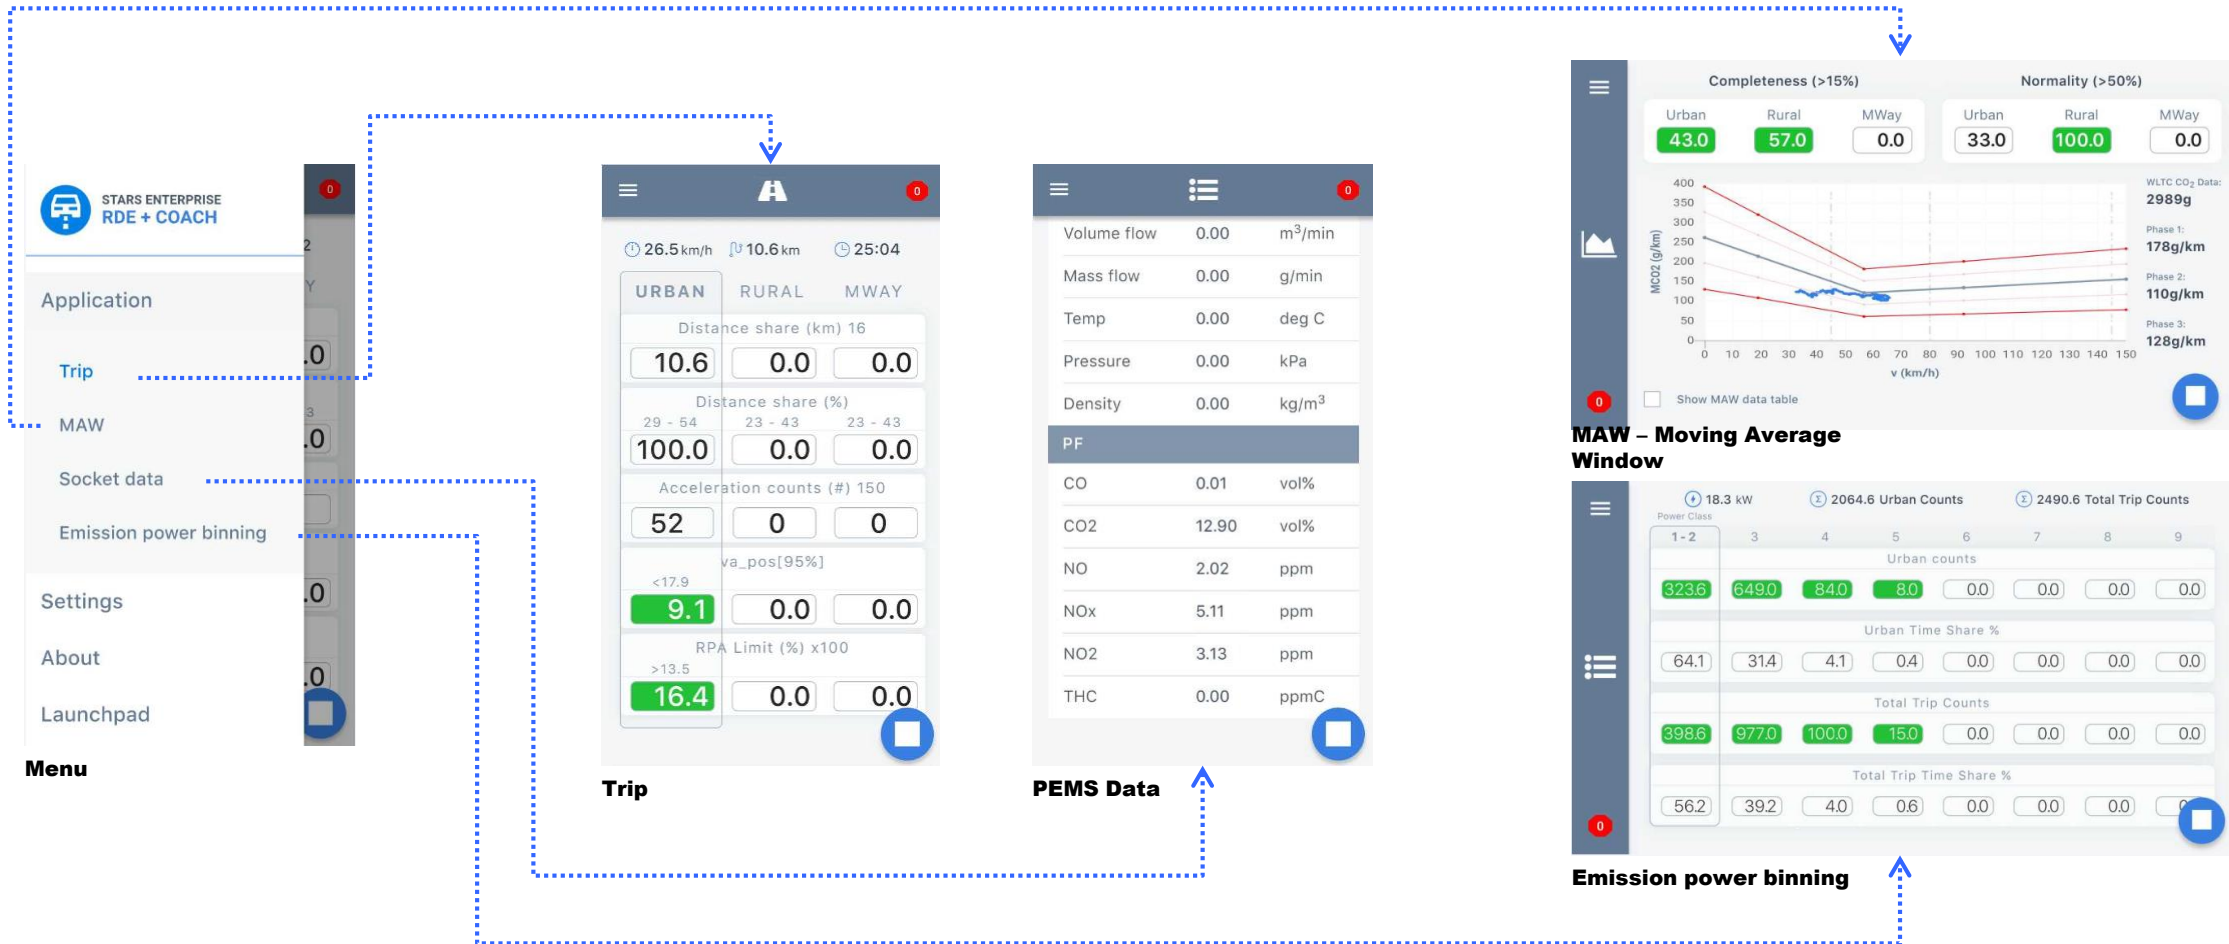 STARS ENTERPRISE
RDE + COACH
0
2
Application
Y
Trip
.0
3
MAW
.0
Socket data
Emission power binning
Settings
.0
About
.0
Launchpad
Menu
0
26.5 km/h 10.6 km 25:04
URBAN RURAL MWAY
Distance share (km) 16
10.6 0.0 0.0
Distance share (%)
29 - 54 23 - 43 23 - 43
100.0 0.0 0.0
Acceleration counts (#) 150
52 0 0
va_pos[95%]
<17.9
9.1 0.0 0.0
RPA Limit (%) x100
>13.5
16.4 0.0 0.0
Trip
0
Volume flow 0.00 m³/min
Mass flow 0.00 g/min
Temp 0.00 deg C
Pressure 0.00 kPa
Density 0.00 kg/m³
PF
CO 0.01 vol%
CO2 12.90 vol%
NO 2.02 ppm
NOx 5.11 ppm
NO2 3.13 ppm
THC 0.00 ppmC
PEMS Data
Completeness (>15%) Normality (>50%)
Urban Rural MWay Urban Rural MWay
43.0 57.0 0.0 33.0 100.0 0.0
MCO2 (g/km)
400
350
300
250
200
150
100
50
0
0 10 20 30 40 50 60 70 80 90 100 110 120 130 140 150
v (km/h)
WLTC CO₂ Data:
2989g
Phase 1:
178g/km
Phase 2:
110g/km
Phase 3:
128g/km
0
Show MAW data table
MAW – Moving Average
Window
18.3 kW 2064.6 Urban Counts 2490.6 Total Trip Counts
Power Class
1 - 2 3 4 5 6 7 8 9
Urban counts
323.6 649.0 84.0 8.0 0.0 0.0 0.0 0.0
Urban Time Share %
64.1 31.4 4.1 0.4 0.0 0.0 0.0 0.0
Total Trip Counts
398.6 977.0 100.0 15.0 0.0 0.0 0.0 0.0
Total Trip Time Share %
56.2 39.2 4.0 0.6 0.0 0.0 0.0
0
Emission power binning